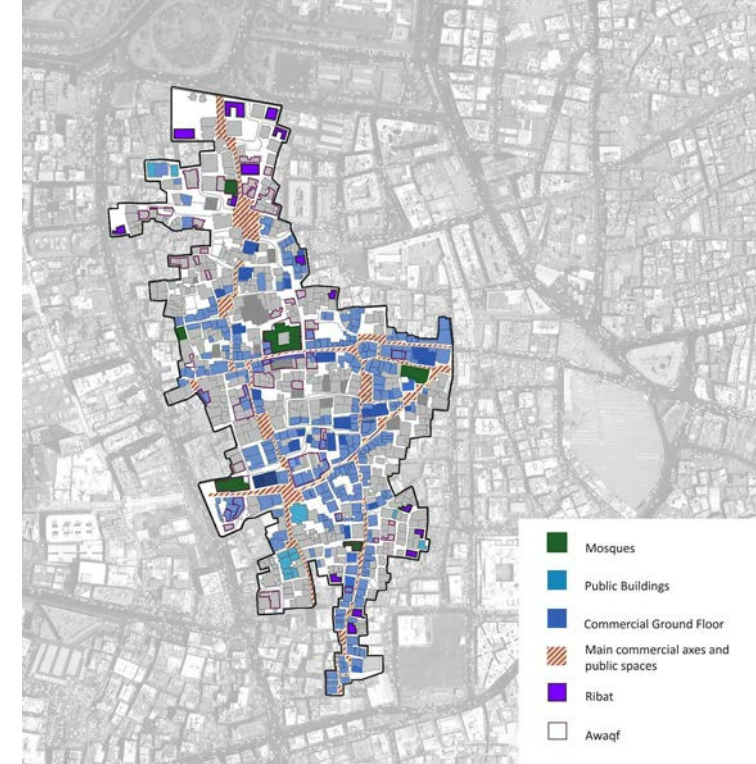 Mosques
Public Buildings
Commercial Ground Floor
Main commercial axes and
public spaces
Ribat
Awaqf